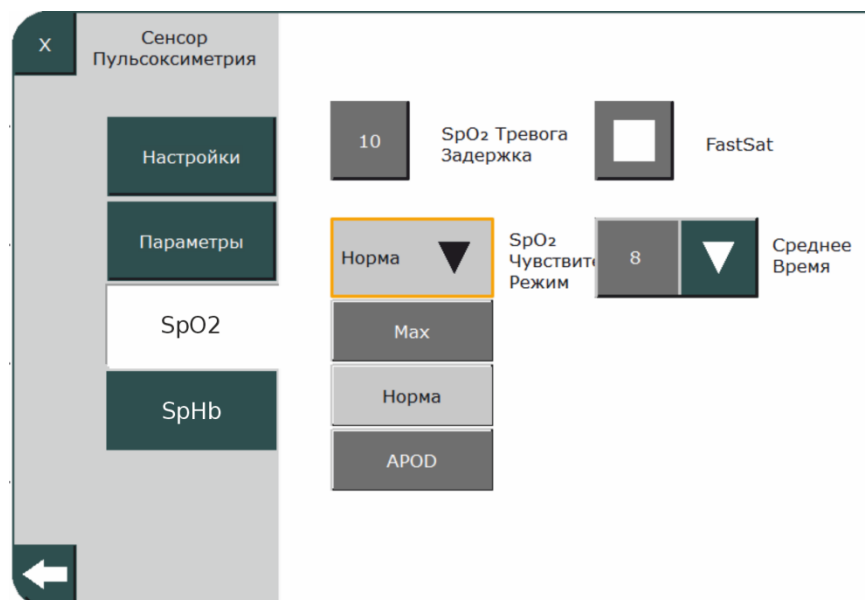 X
Сенсор
Пульсоксиметрия
Настройки
Параметры
SpO2
SpHb
10
SpO₂ Тревога
Задержка
FastSat
Норма
SpO₂
Чувствит
Режим
8
Среднее
Время
Max
Норма
APOD